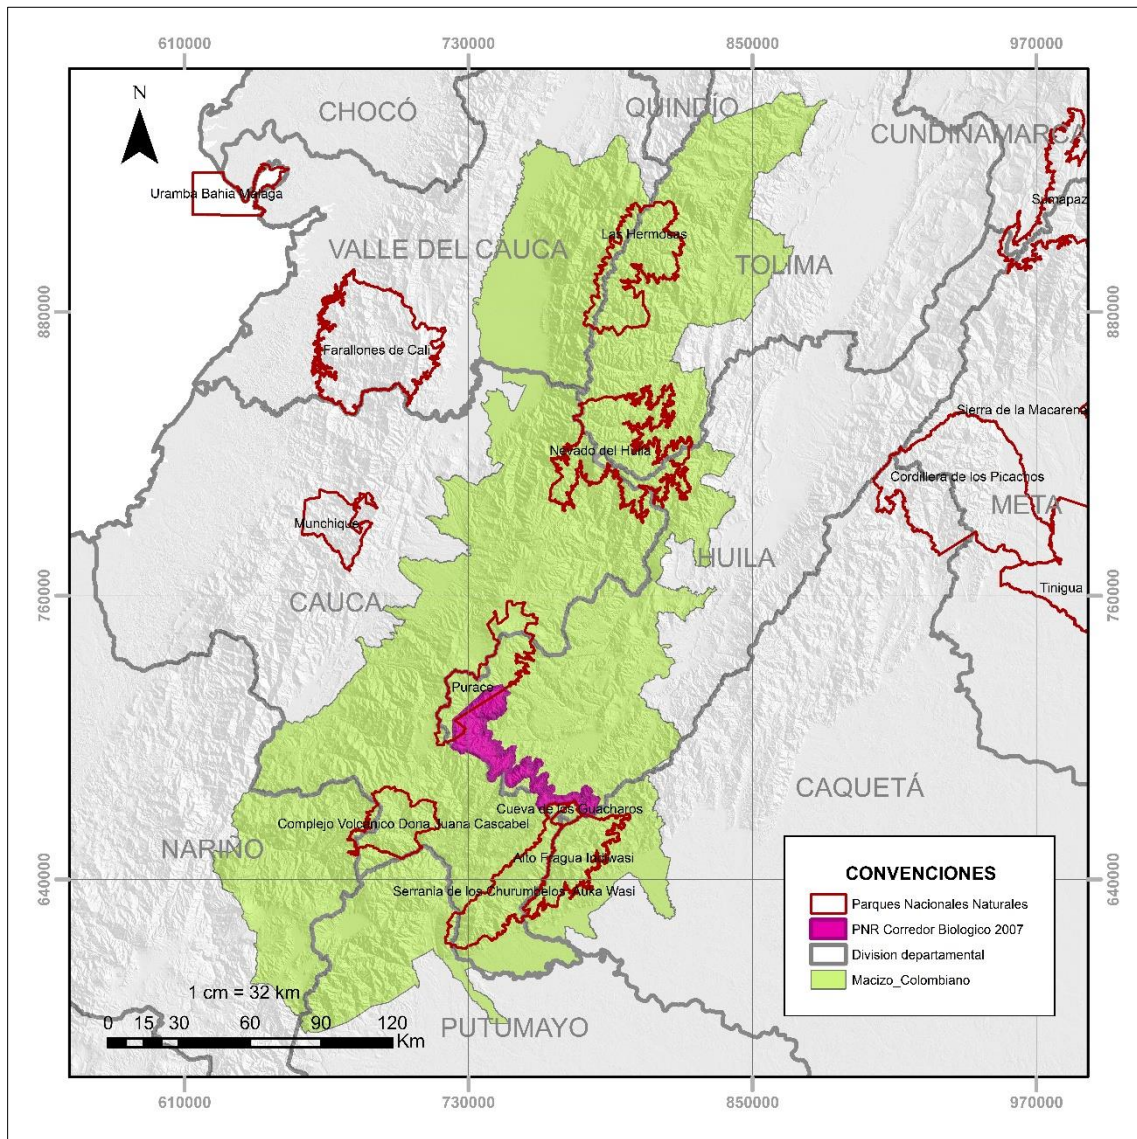 610000
730000
850000
970000
N
CHOCÓ
QUINDÍO
CUNDINAMARCA
Uramba Bahía Málaga
Sumapaz
Las Hermosas
VALLE DEL CAUCA
TOLIMA
880000
880000
Farallones de Cali
Sierra de la Macarena
Nevado del Huila
Cordillera de los Picachos
META
Munchique
HUILA
Tinigua
760000
760000
CAUCA
Purace
CAQUETÁ
Cueva de los Guacharos
Complejo Volcanico Dona Juana Cascabel
NARIÑO
Alto Fragua Indiwasi
640000
640000
Serrania de los Churumbelos Auka Wasi
CONVENCIONES
Parques Nacionales Naturales
PNR Corredor Biologico 2007
Division departamental
Macizo_Colombiano
1 cm = 32 km
0 15 30 60 90 120
Km
PUTUMAYO
610000
730000
850000
970000